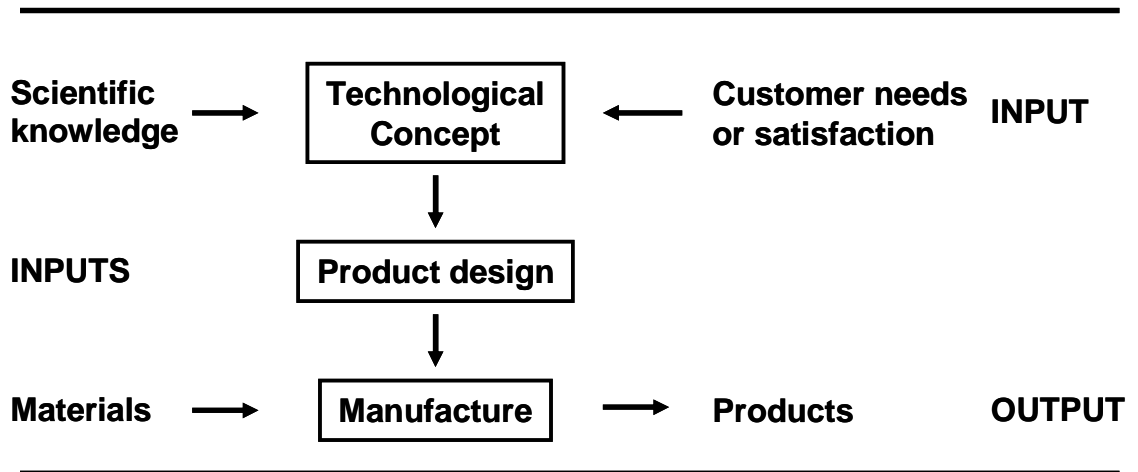 Scientific
knowledge
Technological
Concept
Customer needs
or satisfaction
INPUT
INPUTS
Product design
Materials
Manufacture
Products
OUTPUT